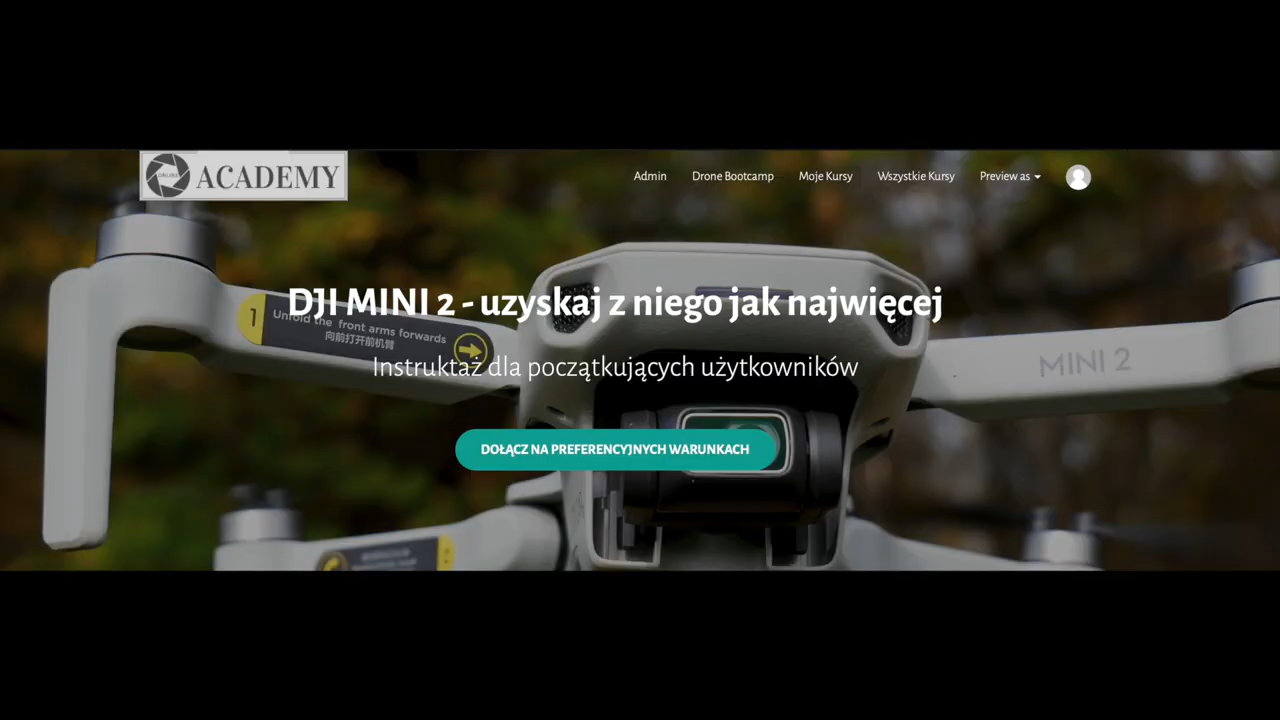 ONLINE
ACADEMY
Admin
Drone Bootcamp
Moje Kursy
Wszystkie Kursy
Preview as
DJI MINI 2 - uzyskaj z niego jak najwięcej
1
Unfold the front arms forwards
向前打开前机臂
MINI 2
Instruktaż dla początkujących użytkowników
DOŁĄCZ NA PREFERENCYJNYCH WARUNKACH